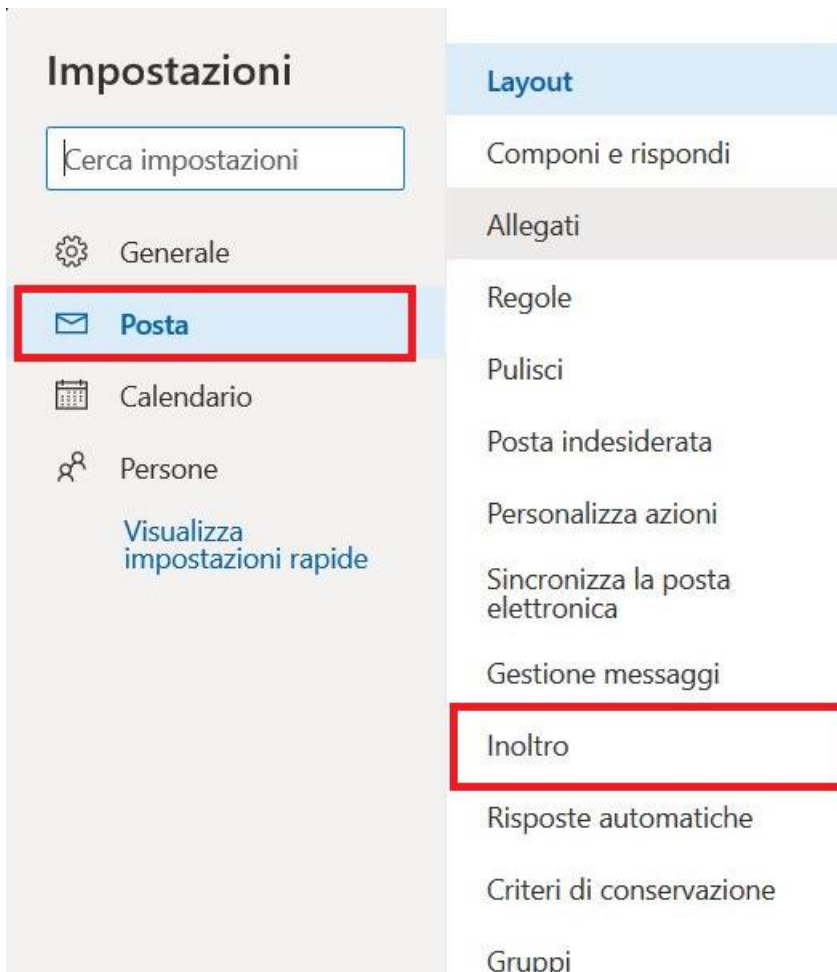 Impostazioni
Cerca impostazioni
Generale
Posta
Calendario
Persone
Visualizza
impostazioni rapide
Layout
Componi e rispondi
Allegati
Regole
Pulisci
Posta indesiderata
Personalizza azioni
Sincronizza la posta
elettronica
Gestione messaggi
Inoltro
Risposte automatiche
Criteri di conservazione
Gruppi